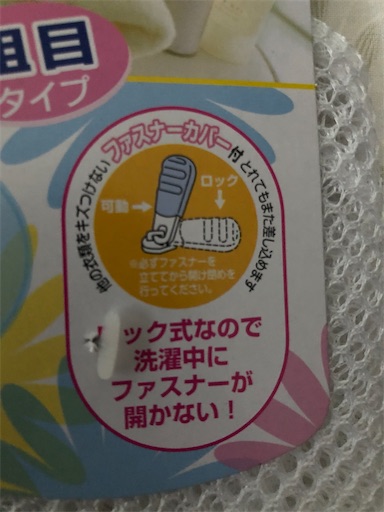 粗目
タイプ
他の衣類をキズつけない ファスナーカバー付 とれてもまた差し込めます
可動
ロック
※必ずファスナーを
立ててから開け閉めを
行ってください。
ロック式なので
洗濯中に
ファスナーが
開かない！